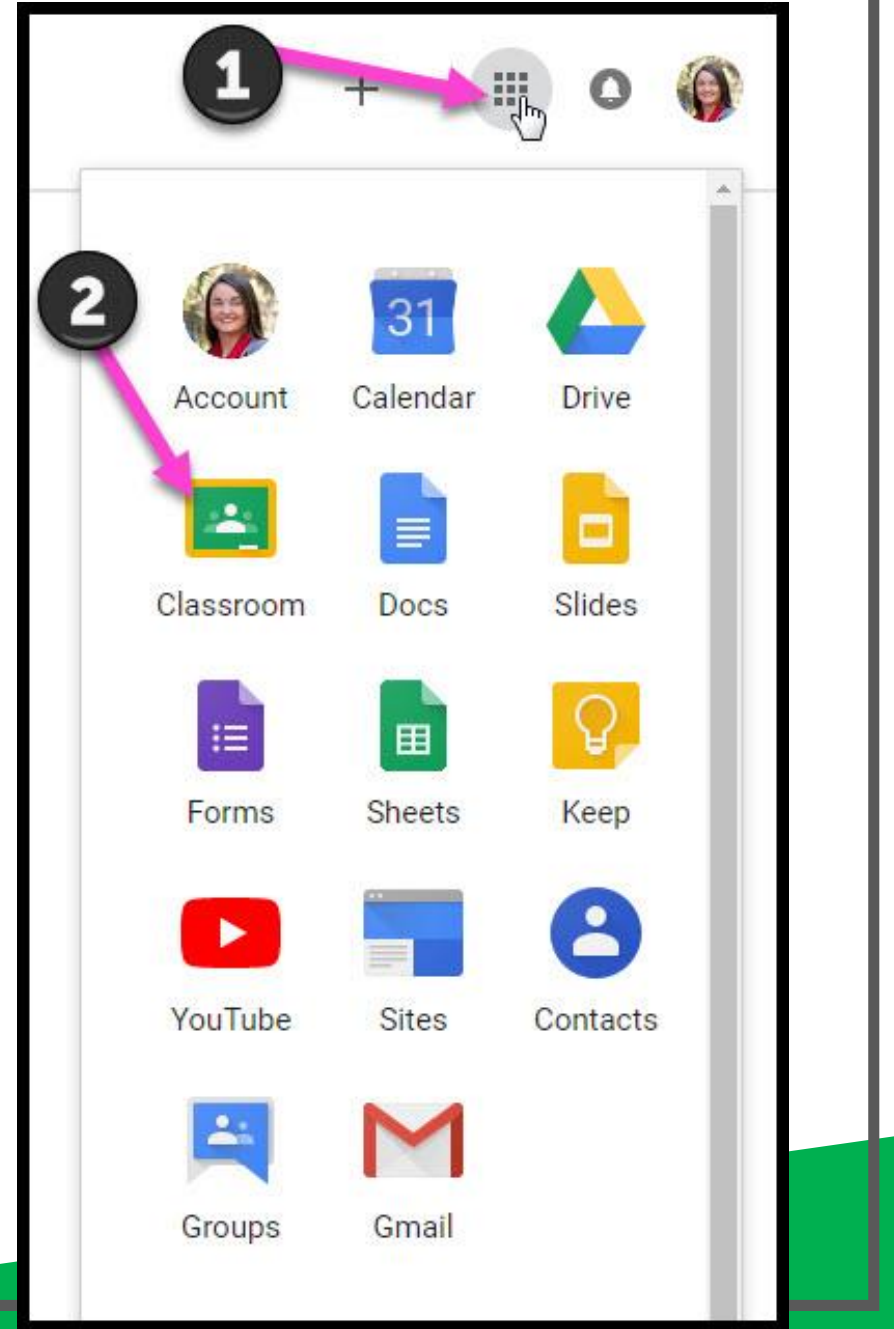 1
2
31
Account Calendar Drive
Classroom Docs Slides
Forms Sheets Keep
YouTube Sites Contacts
Groups Gmail